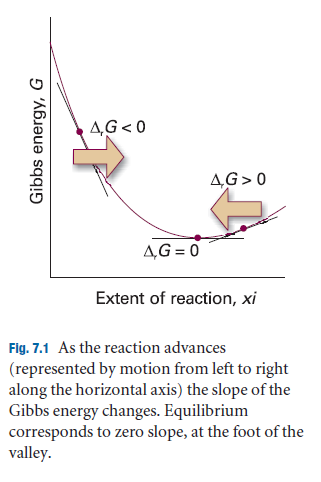 Gibbs energy, G
ΔᵣG < 0
ΔᵣG > 0
ΔᵣG = 0
Extent of reaction, xi
Fig. 7.1 As the reaction advances
(represented by motion from left to right
along the horizontal axis) the slope of the
Gibbs energy changes. Equilibrium
corresponds to zero slope, at the foot of the
valley.